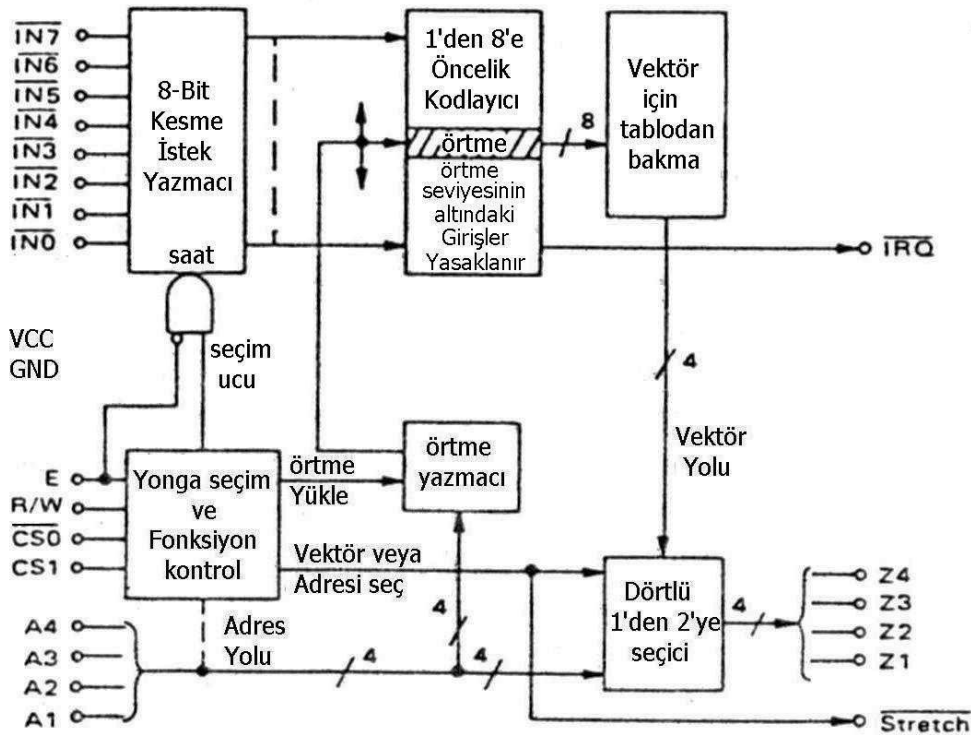 IN7
IN6
IN5
IN4
IN3
IN2
IN1
IN0
8-Bit
Kesme
İstek
Yazmacı
saat
1'den 8'e
Öncelik
Kodlayıcı
örtme
örtme
seviyesinin
altındaki
Girişler
Yasaklanır
8
Vektör
için
tablodan
bakma
IRQ
VCC
GND
seçim
ucu
4
Vektör
Yolu
E
R/W
CS0
CS1
Yonga seçim
ve
Fonksiyon
kontrol
örtme
Yükle
örtme
yazmacı
Vektör veya
Adresi seç
4
Dörtlü
1'den 2'ye
seçici
4
Z4
Z3
Z2
Z1
A4
A3
A2
A1
Adres
Yolu
4
4
Stretch